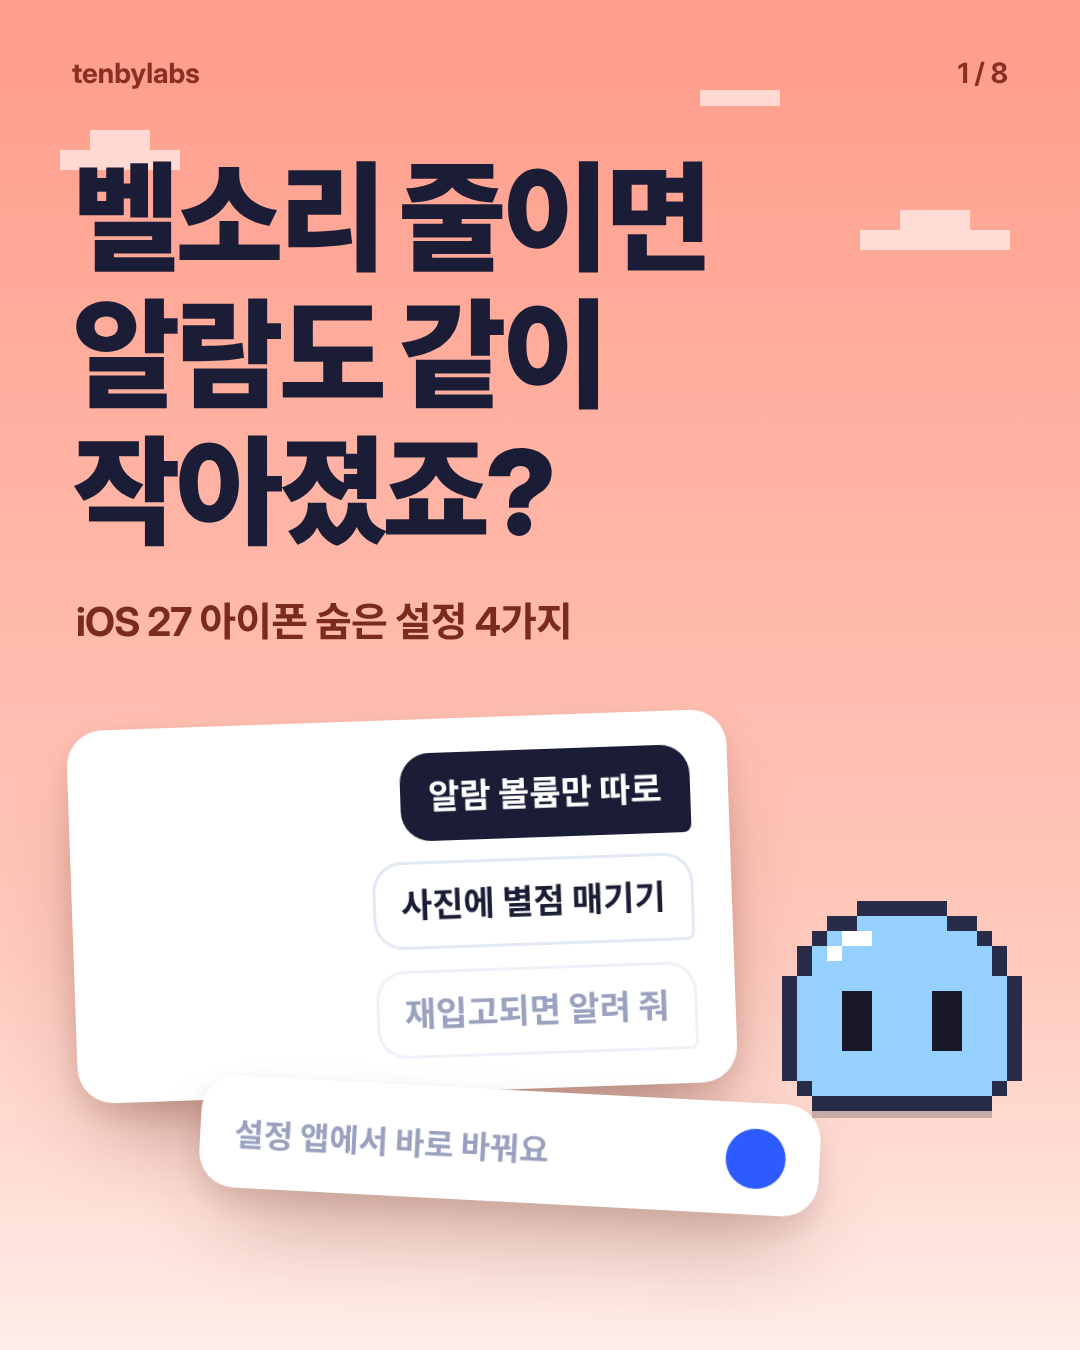 tenbylabs
1 / 8
벨소리 줄이면
알람도 같이
작아졌죠?
iOS 27 아이폰 숨은 설정 4가지
알람 볼륨만 따로
사진에 별점 매기기
재입고되면 알려 줘
설정 앱에서 바로 바꿔요